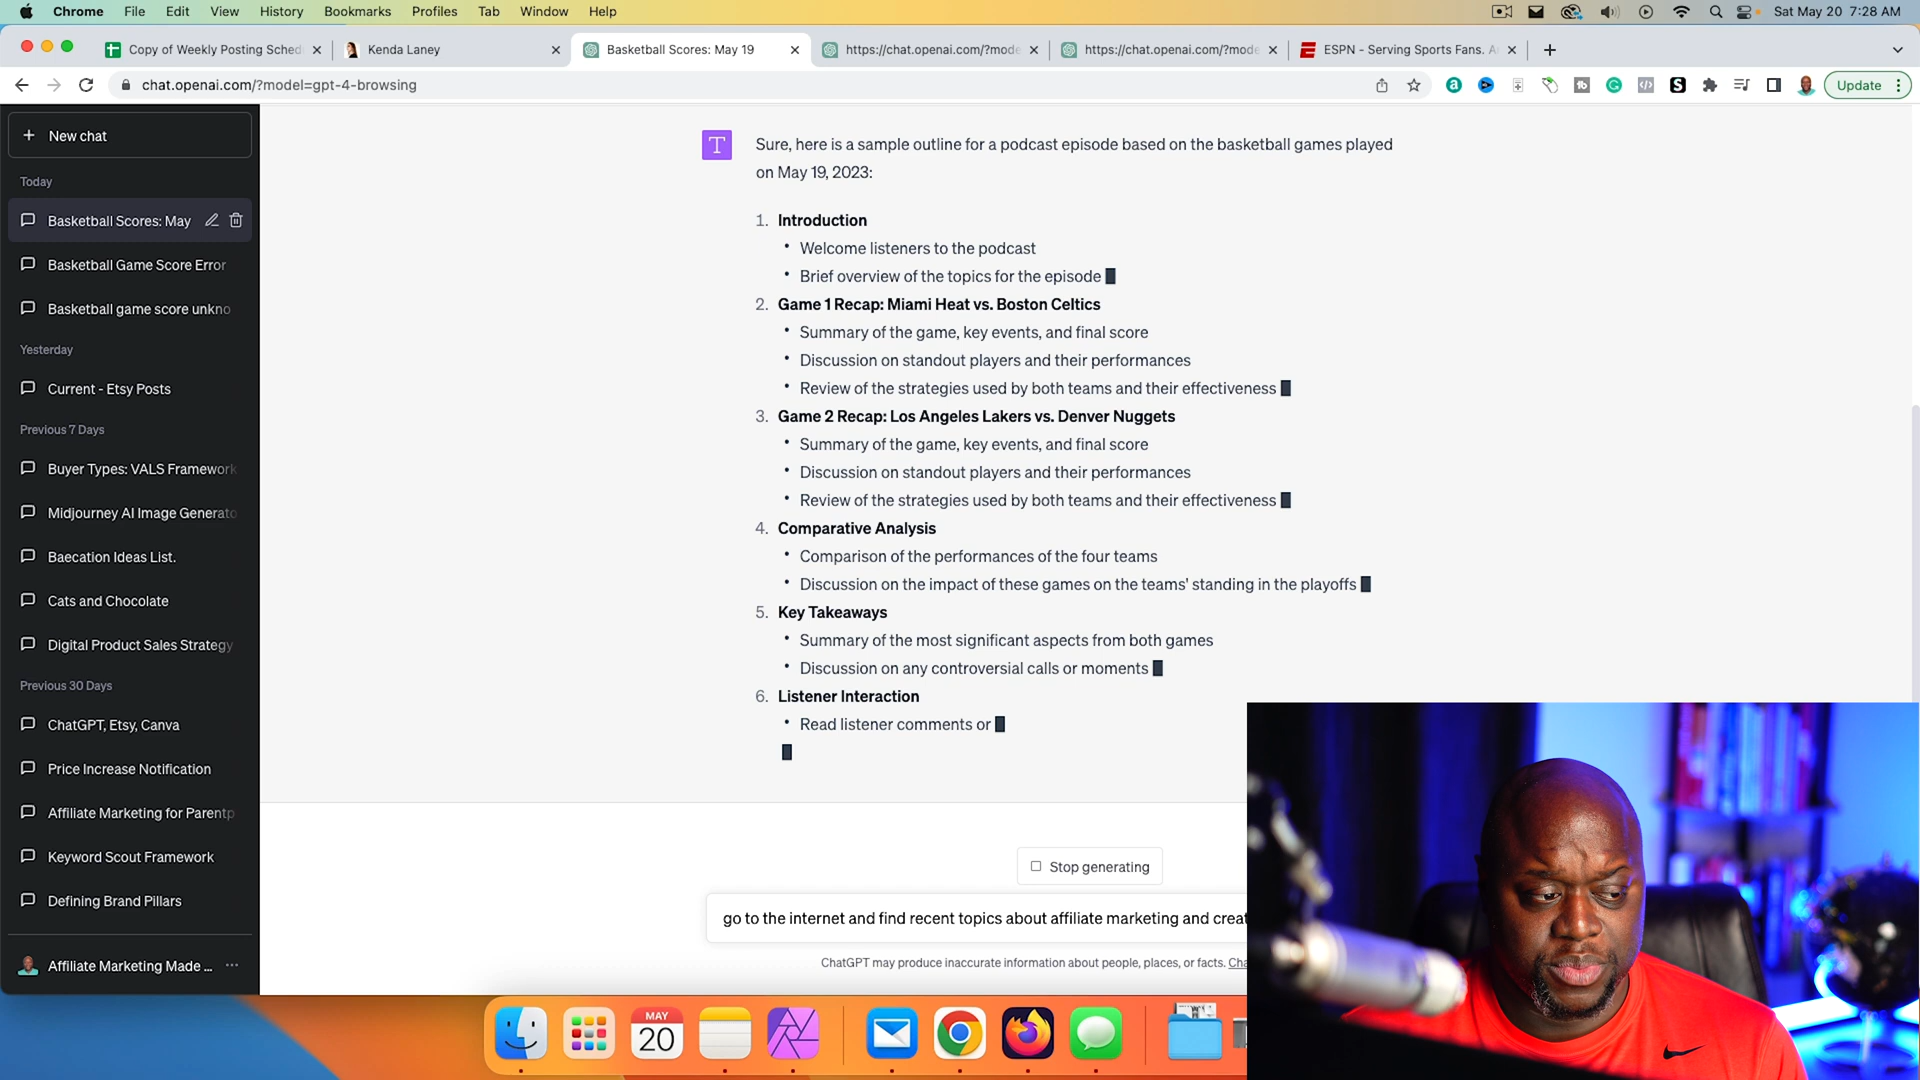 Chrome File Edit View History Bookmarks Profiles Tab Window Help Sat May 20 7:28 AM
Copy of Weekly Posting Sched Kenda Laney Basketball Scores: May 19 https://chat.openai.com/?mode https://chat.openai.com/?mode ESPN - Serving Sports Fans. A
chat.openai.com/?model=gpt-4-browsing Update
New chat
Today
Basketball Scores: May
Basketball Game Score Error
Basketball game score unkno
Yesterday
Current - Etsy Posts
Previous 7 Days
Buyer Types: VALS Framework
Midjourney AI Image Generato
Baecation Ideas List.
Cats and Chocolate
Digital Product Sales Strategy
Previous 30 Days
ChatGPT, Etsy, Canva
Price Increase Notification
Affiliate Marketing for Parentp
Keyword Scout Framework
Defining Brand Pillars
Affiliate Marketing Made ...
T
Sure, here is a sample outline for a podcast episode based on the basketball games played
on May 19, 2023:
1. Introduction
• Welcome listeners to the podcast
• Brief overview of the topics for the episode
2. Game 1 Recap: Miami Heat vs. Boston Celtics
• Summary of the game, key events, and final score
• Discussion on standout players and their performances
• Review of the strategies used by both teams and their effectiveness
3. Game 2 Recap: Los Angeles Lakers vs. Denver Nuggets
• Summary of the game, key events, and final score
• Discussion on standout players and their performances
• Review of the strategies used by both teams and their effectiveness
4. Comparative Analysis
• Comparison of the performances of the four teams
• Discussion on the impact of these games on the teams' standing in the playoffs
5. Key Takeaways
• Summary of the most significant aspects from both games
• Discussion on any controversial calls or moments
6. Listener Interaction
• Read listener comments or
Stop generating
go to the internet and find recent topics about affiliate marketing and creat
ChatGPT may produce inaccurate information about people, places, or facts. Cha
MAY
20